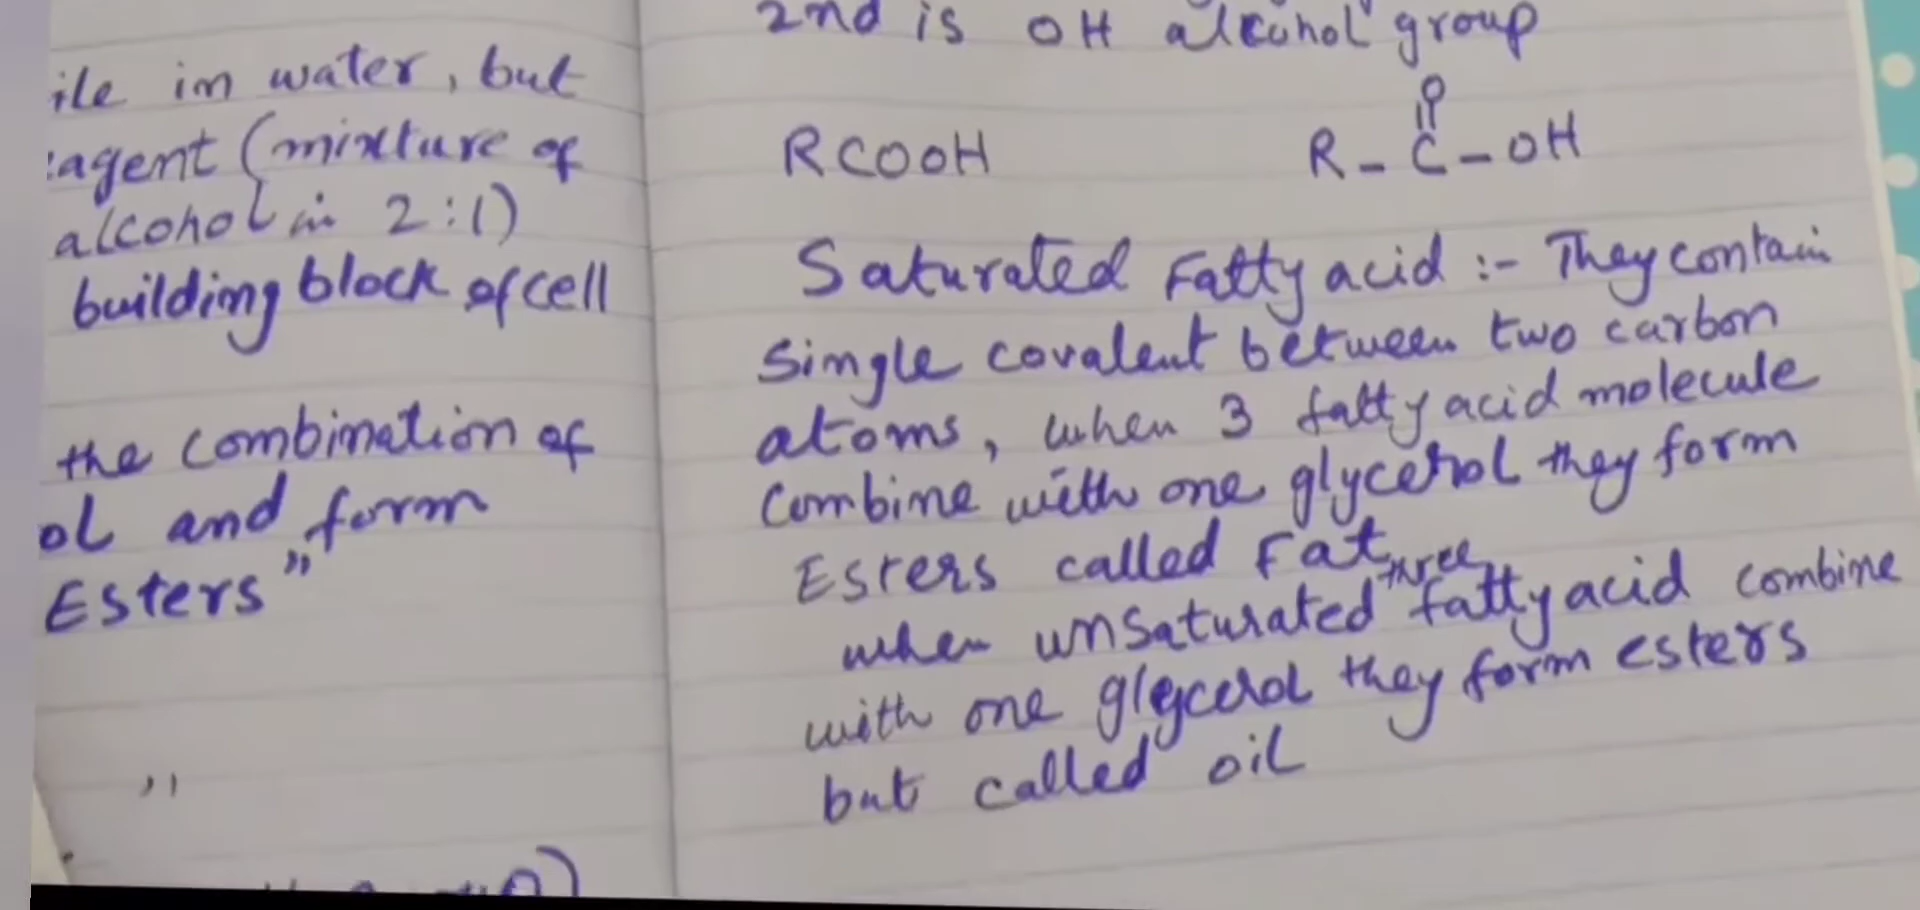 ile in water, but
agent (mixture of
alcohol in 2:1)
building block of cell
the combination of
ol and form
Esters"
"
2nd is OH alcohol group
RCOOH
O
R-C-OH
Saturated Fatty acid :- They contain
Single covalent between two carbon
atoms, when 3 fatty acid molecule
combine with one glycerol they form
Esters called Fat
three
when unsaturated fatty acid combine
with one glycerol they form esters
but called oil